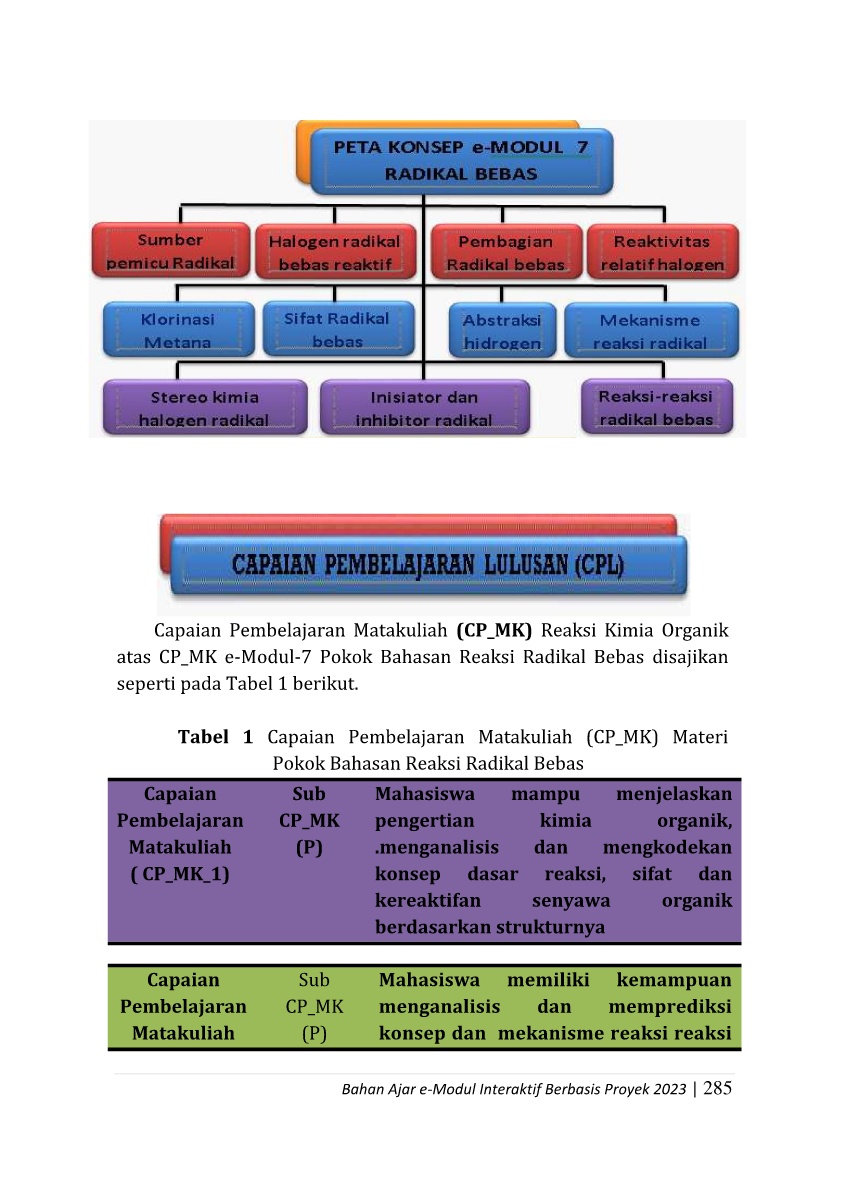 PETA KONSEP e-MODUL 7
RADIKAL BEBAS
Sumber
pemicu Radikal
Halogen radikal
bebas reaktif
Pembagian
Radikal bebas
Reaktivitas
relatif halogen
Klorinasi
Metana
Sifat Radikal
bebas
Abstraksi
hidrogen
Mekanisme
reaksi radikal
Stereo kimia
halogen radikal
Inisiator dan
inhibitor radikal
Reaksi-reaksi
radikal bebas
CAPAIAN PEMBELAJARAN LULUSAN (CPL)
Capaian Pembelajaran Matakuliah (CP_MK) Reaksi Kimia Organik
atas CP_MK e-Modul-7 Pokok Bahasan Reaksi Radikal Bebas disajikan
seperti pada Tabel 1 berikut.
Tabel 1 Capaian Pembelajaran Matakuliah (CP_MK) Materi
Pokok Bahasan Reaksi Radikal Bebas
Capaian
Pembelajaran
Matakuliah
( CP_MK_1)
Sub
CP_MK
(P)
Mahasiswa mampu menjelaskan
pengertian kimia organik,
.menganalisis dan mengkodekan
konsep dasar reaksi, sifat dan
kereaktifan senyawa organik
berdasarkan strukturnya
Capaian
Pembelajaran
Matakuliah
Sub
CP_MK
(P)
Mahasiswa memiliki kemampuan
menganalisis dan memprediksi
konsep dan mekanisme reaksi reaksi
Bahan Ajar e-Modul Interaktif Berbasis Proyek 2023 | 285